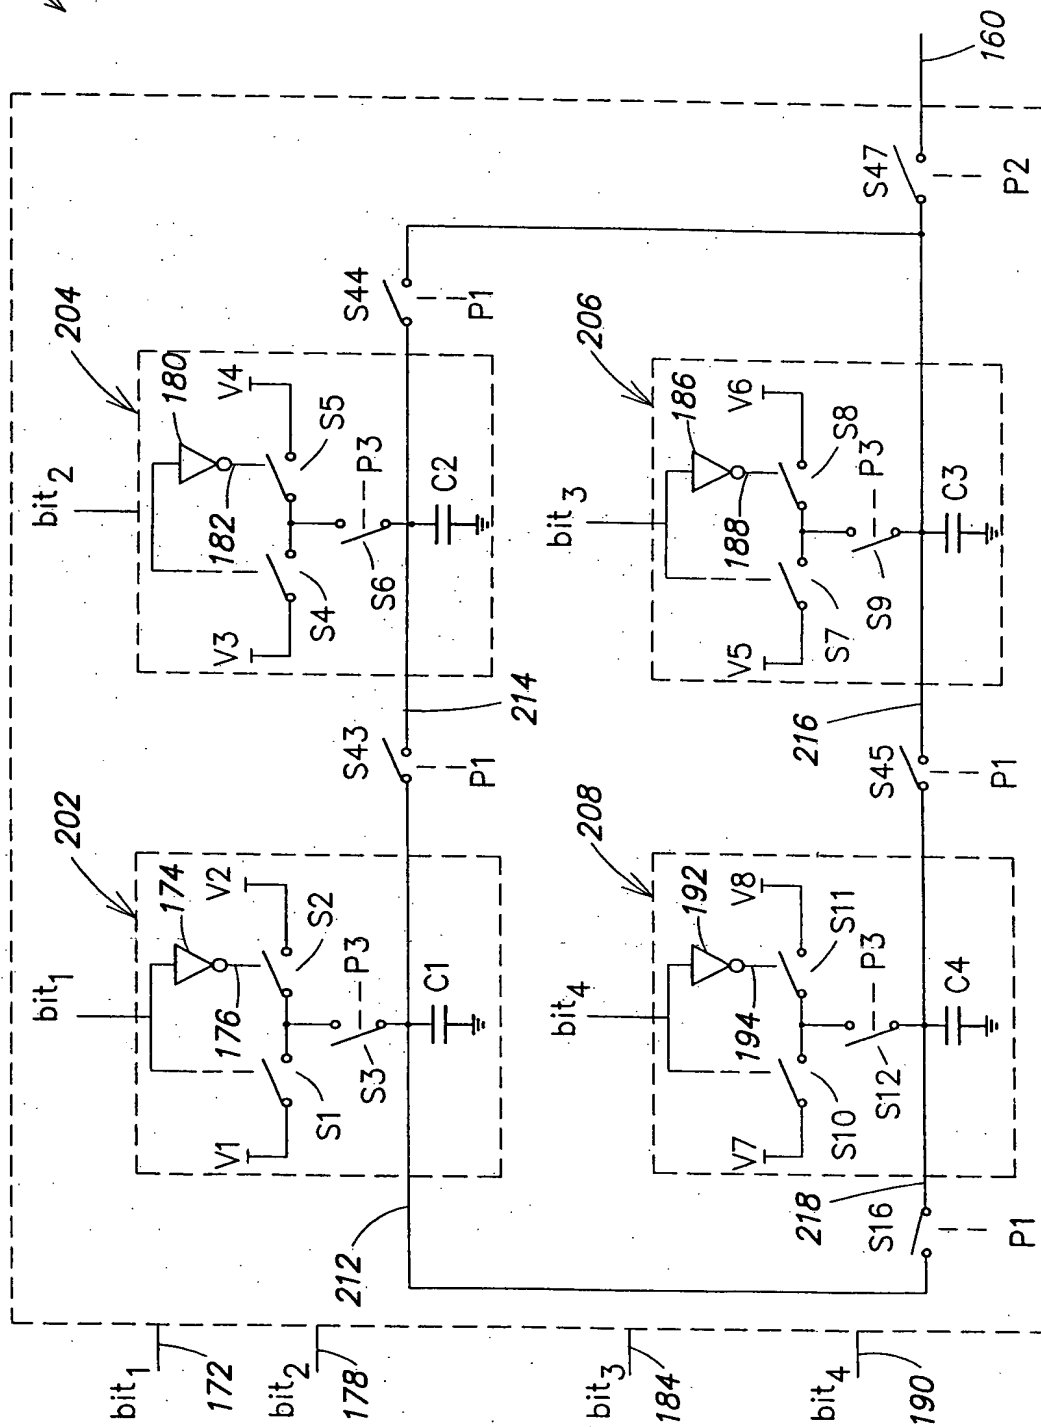 bit1
172
bit2
178
bit3
184
bit4
190
202
bit1
174
V2
176
V1
S1
S2
S3
P3
C1
212
S43
P1
214
204
bit2
180
V4
182
V3
S4
S5
S6
P3
C2
S44
P1
208
bit4
192
V8
194
V7
S10
S11
S12
P3
C4
218
S16
P1
S45
P1
216
206
bit3
186
V6
188
V5
S7
S8
S9
P3
C3
S47
P2
160